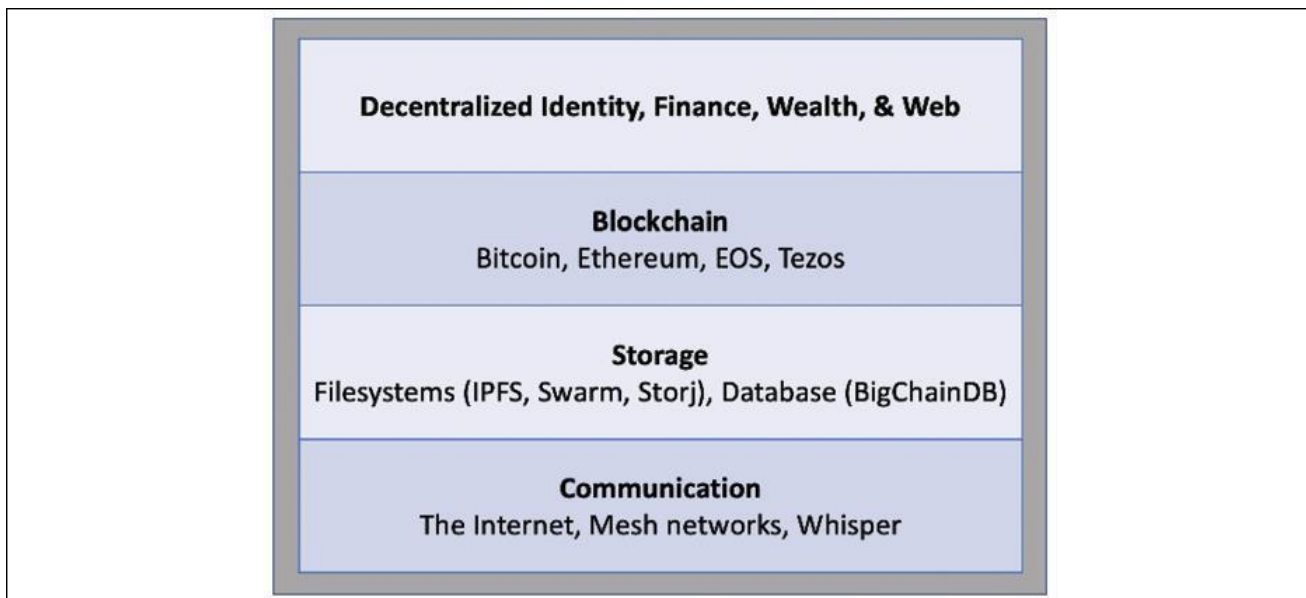 Decentralized Identity, Finance, Wealth, & Web
Blockchain
Bitcoin, Ethereum, EOS, Tezos
Storage
Filesystems (IPFS, Swarm, Storj), Database (BigChainDB)
Communication
The Internet, Mesh networks, Whisper